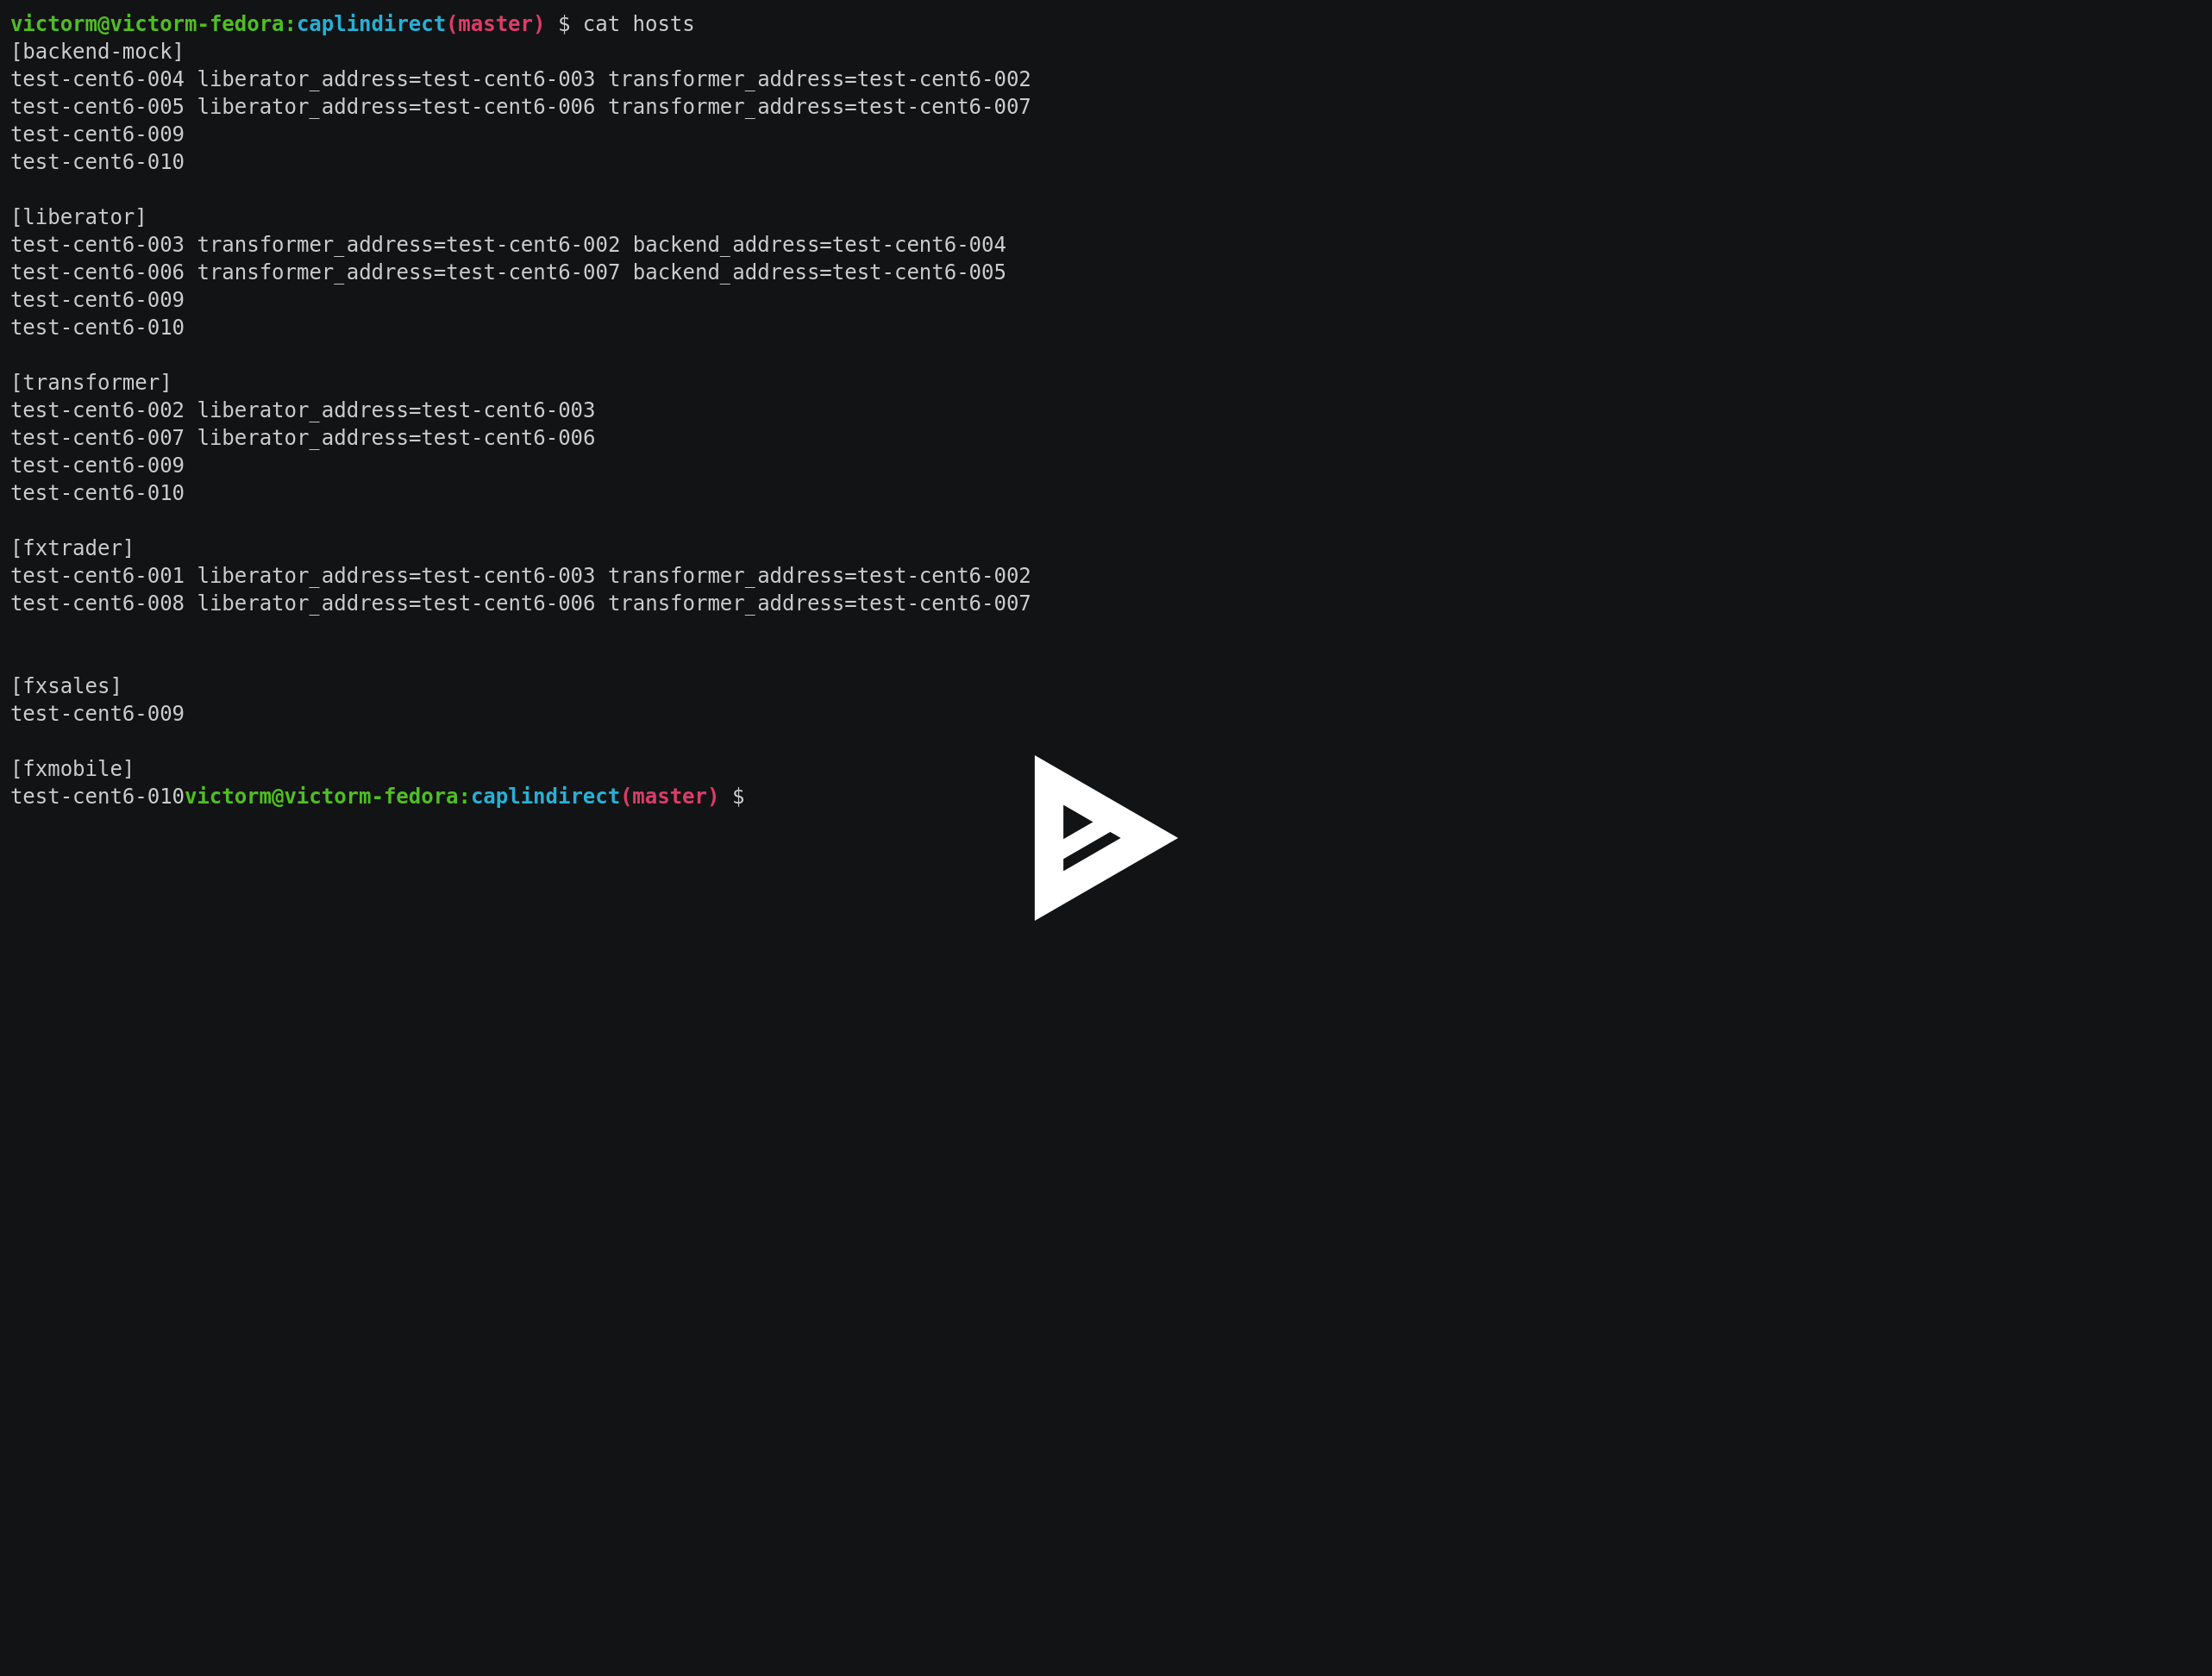 victorm@victorm-fedora:caplindirect(master) $ cat hosts
[backend-mock]
test-cent6-004 liberator_address=test-cent6-003 transformer_address=test-cent6-002
test-cent6-005 liberator_address=test-cent6-006 transformer_address=test-cent6-007
test-cent6-009
test-cent6-010
[liberator]
test-cent6-003 transformer_address=test-cent6-002 backend_address=test-cent6-004
test-cent6-006 transformer_address=test-cent6-007 backend_address=test-cent6-005
test-cent6-009
test-cent6-010
[transformer]
test-cent6-002 liberator_address=test-cent6-003
test-cent6-007 liberator_address=test-cent6-006
test-cent6-009
test-cent6-010
[fxtrader]
test-cent6-001 liberator_address=test-cent6-003 transformer_address=test-cent6-002
test-cent6-008 liberator_address=test-cent6-006 transformer_address=test-cent6-007
[fxsales]
test-cent6-009
[fxmobile]
test-cent6-010victorm@victorm-fedora:caplindirect(master) $